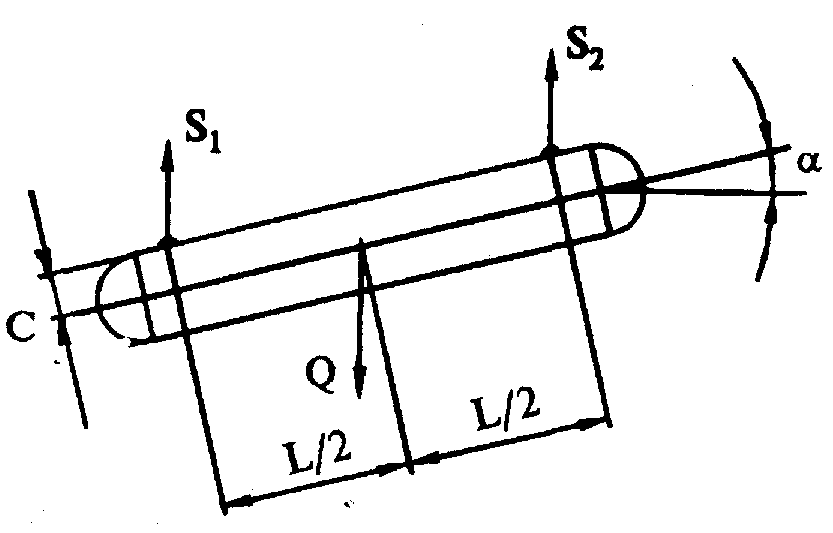 S₂
S₁
α
C
Q
L/2
L/2